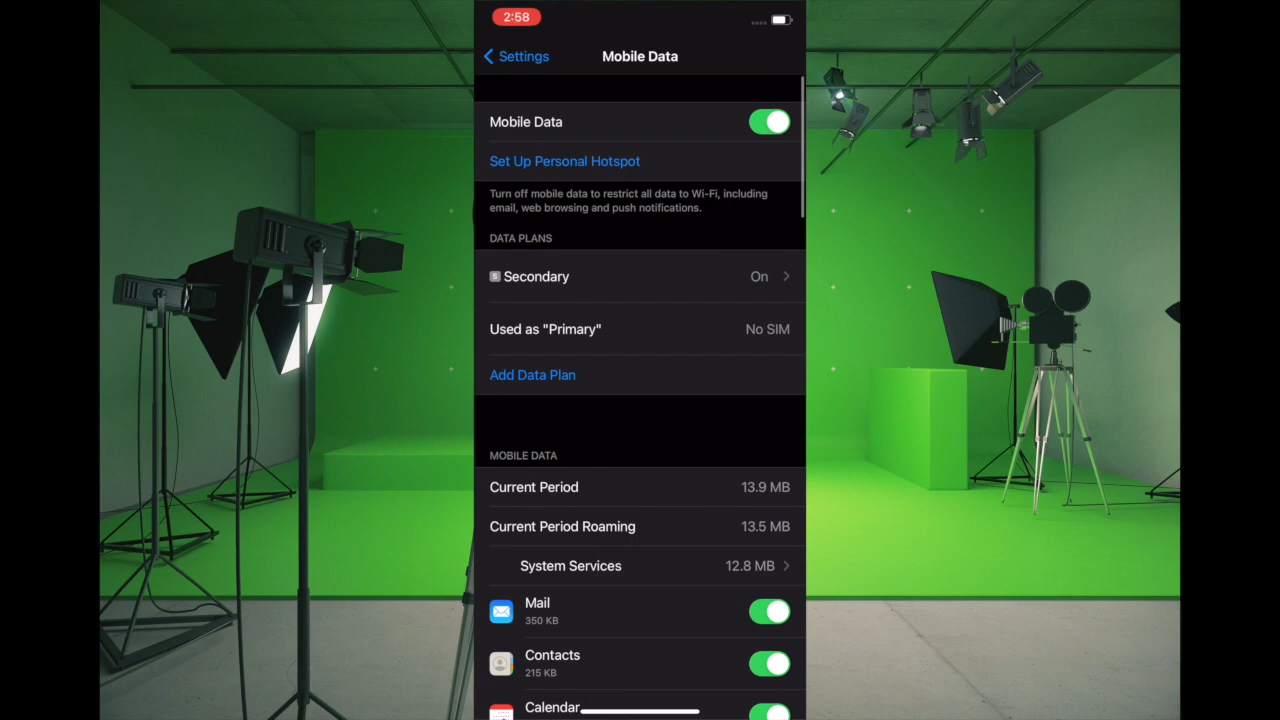 2:58
Settings
Mobile Data
Mobile Data
Set Up Personal Hotspot
Turn off mobile data to restrict all data to Wi-Fi, including
email, web browsing and push notifications.
DATA PLANS
S Secondary On
Used as "Primary" No SIM
Add Data Plan
MOBILE DATA
Current Period 13.9 MB
Current Period Roaming 13.5 MB
System Services 12.8 MB
Mail
350 KB
Contacts
215 KB
Calendar